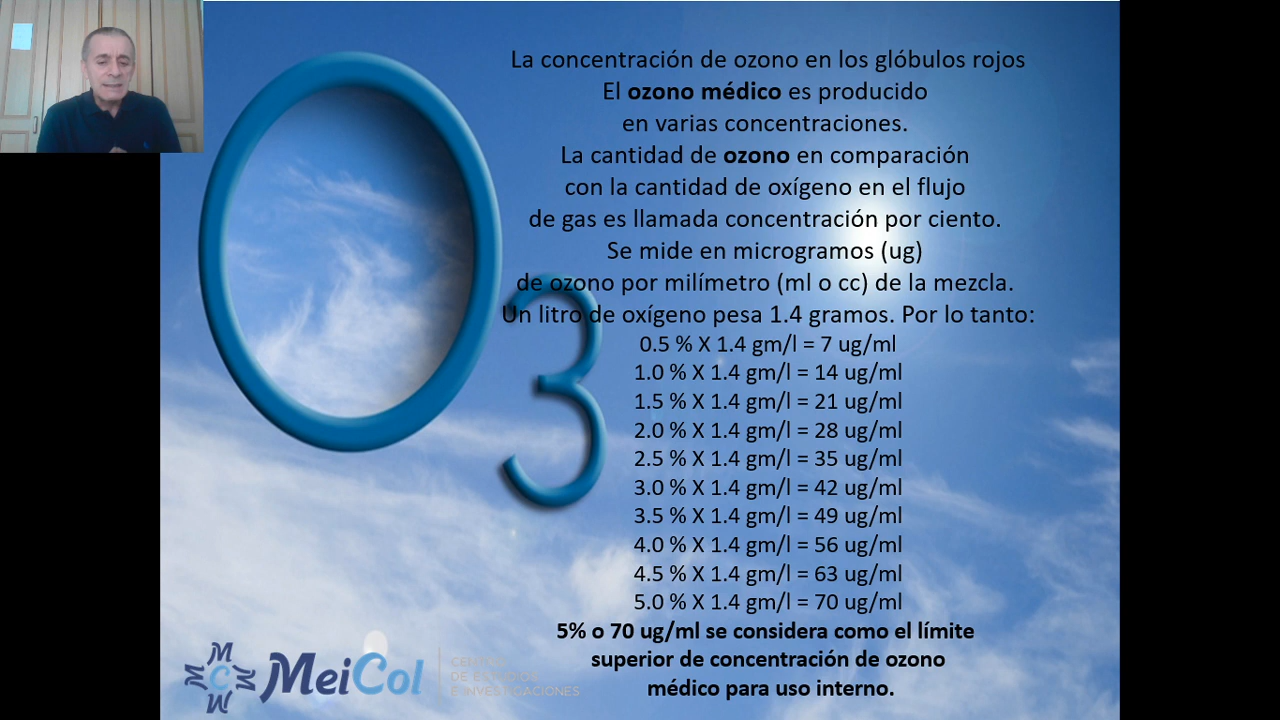 La concentración de ozono en los glóbulos rojos
El ozono médico es producido
en varias concentraciones.
La cantidad de ozono en comparación
con la cantidad de oxígeno en el flujo
de gas es llamada concentración por ciento.
Se mide en microgramos (ug)
de ozono por milímetro (ml o cc) de la mezcla.
Un litro de oxígeno pesa 1.4 gramos. Por lo tanto:
0.5 % X 1.4 gm/l = 7 ug/ml
1.0 % X 1.4 gm/l = 14 ug/ml
1.5 % X 1.4 gm/l = 21 ug/ml
2.0 % X 1.4 gm/l = 28 ug/ml
2.5 % X 1.4 gm/l = 35 ug/ml
3.0 % X 1.4 gm/l = 42 ug/ml
3.5 % X 1.4 gm/l = 49 ug/ml
4.0 % X 1.4 gm/l = 56 ug/ml
4.5 % X 1.4 gm/l = 63 ug/ml
5.0 % X 1.4 gm/l = 70 ug/ml
5% o 70 ug/ml se considera como el límite
superior de concentración de ozono
médico para uso interno.
O3
MeiCol
CENTRO
DE ESTUDIOS
E INVESTIGACIONES